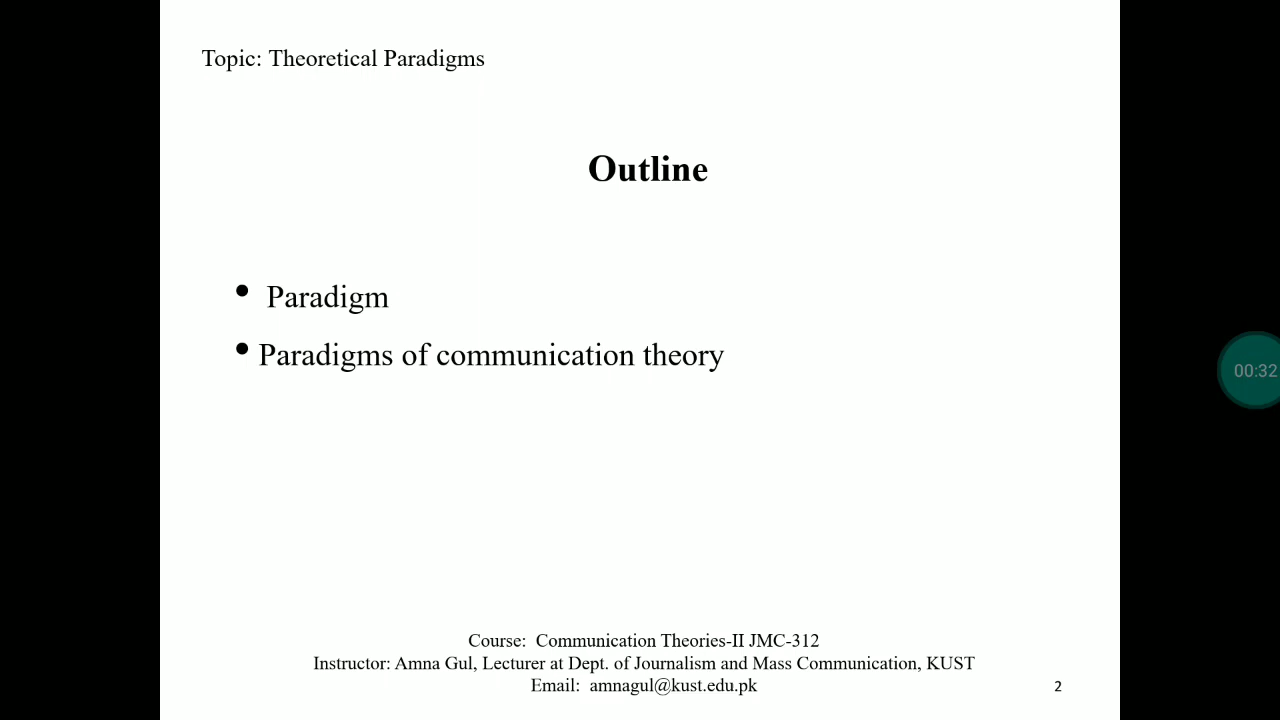 Topic: Theoretical Paradigms
Outline
• Paradigm
• Paradigms of communication theory
00:32
Course: Communication Theories-II JMC-312
Instructor: Amna Gul, Lecturer at Dept. of Journalism and Mass Communication, KUST
Email: amnagul@kust.edu.pk
2